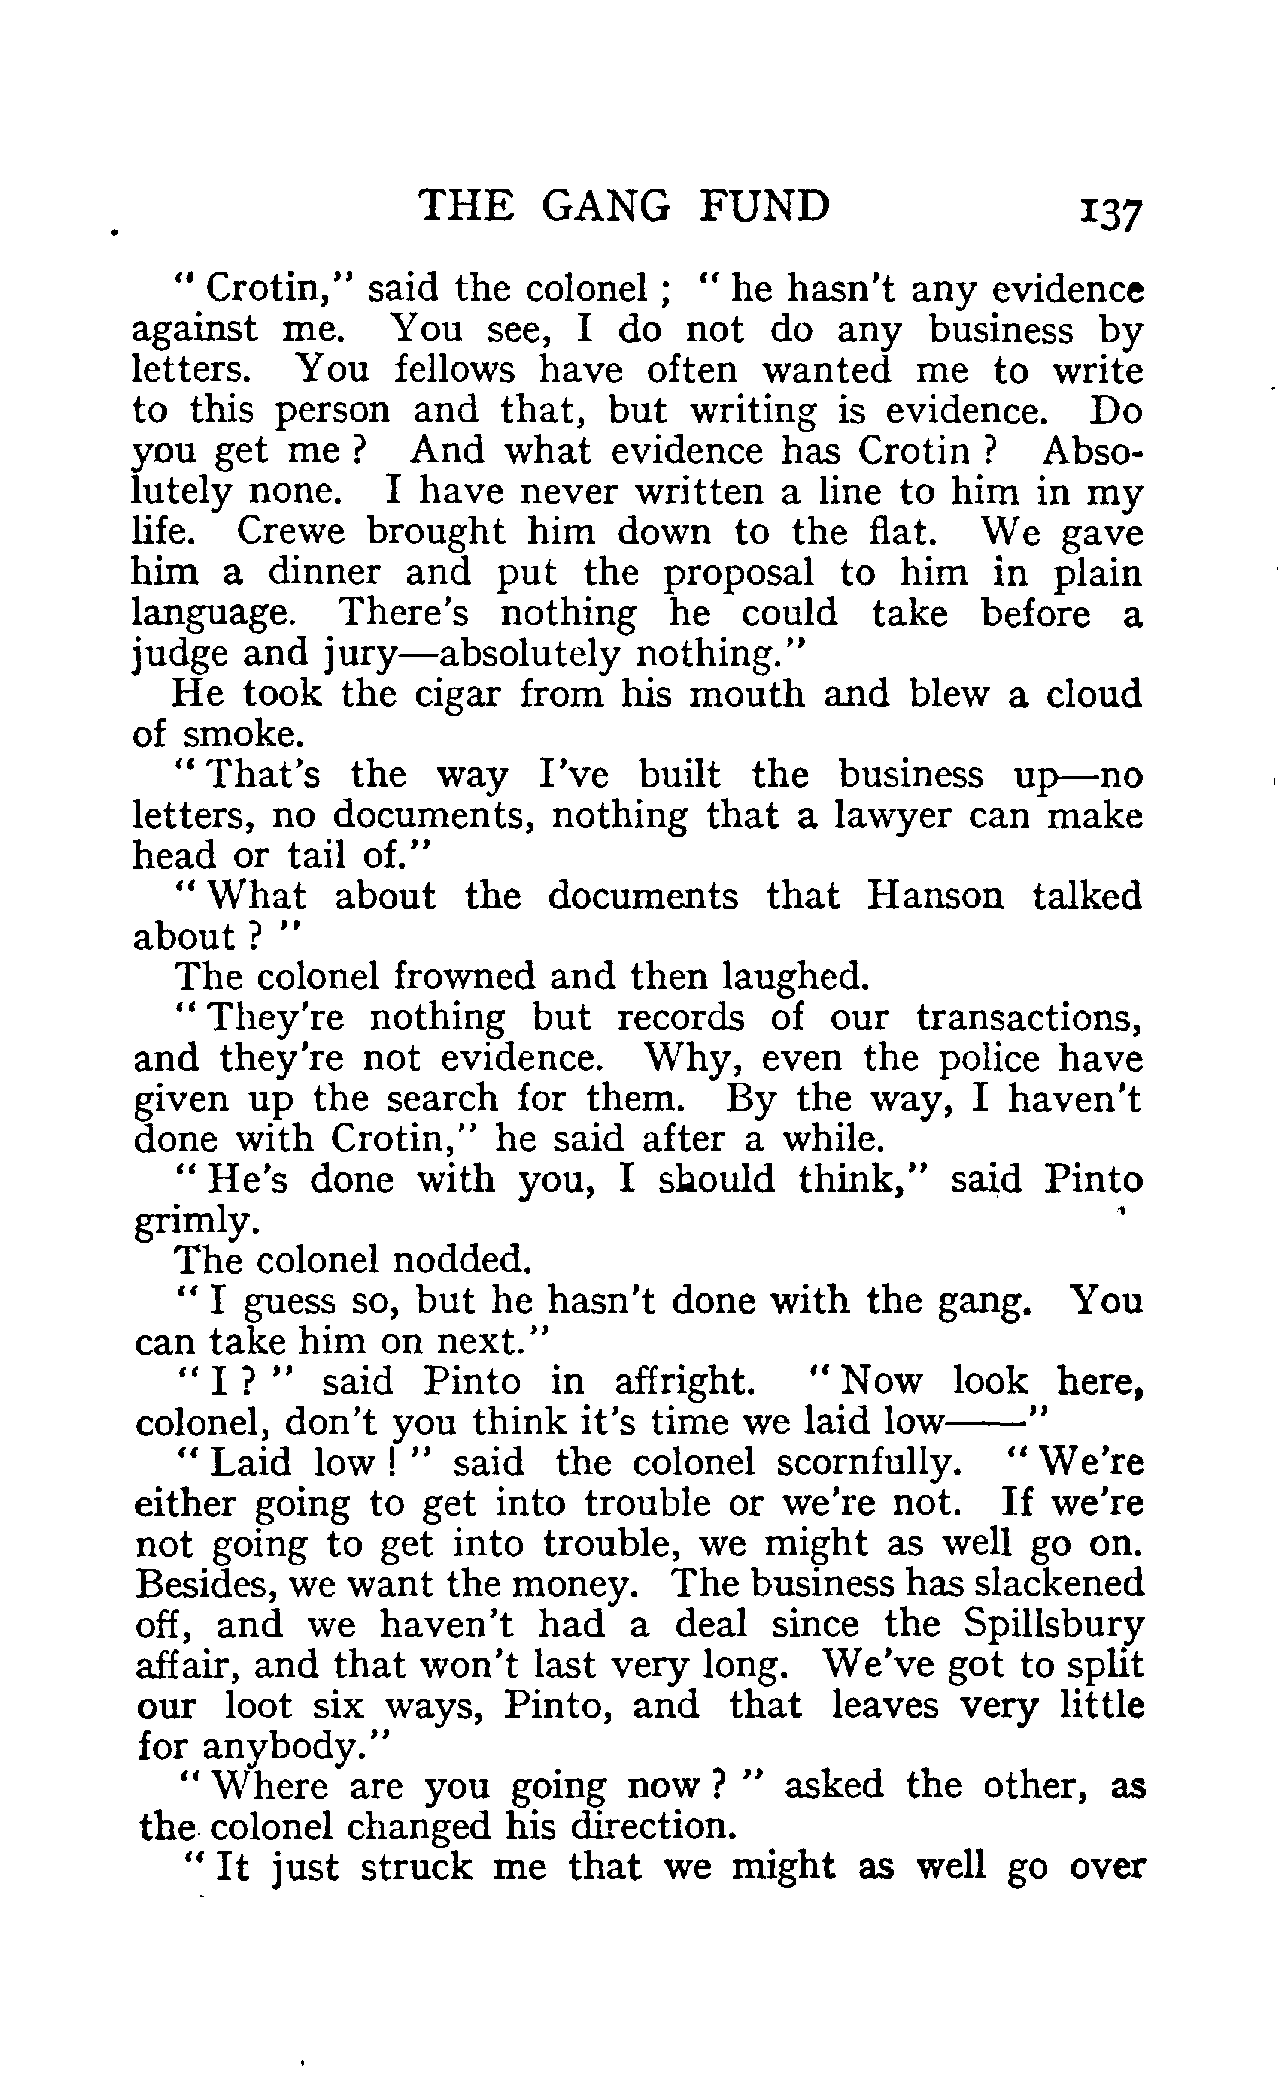 THE GANG FUND 137
" Crotin," said the colonel ; " he hasn't any evidence
against me. You see, I do not do any business by
letters. You fellows have often wanted me to write
to this person and that, but writing is evidence. Do
you get me ? And what evidence has Crotin ? Abso-
lutely none. I have never written a line to him in my
life. Crewe brought him down to the flat. We gave
him a dinner and put the proposal to him in plain
language. There's nothing he could take before a
judge and jury—absolutely nothing."
He took the cigar from his mouth and blew a cloud
of smoke.
" That's the way I've built the business up—no
letters, no documents, nothing that a lawyer can make
head or tail of."
" What about the documents that Hanson talked
about ? "
The colonel frowned and then laughed.
" They're nothing but records of our transactions,
and they're not evidence. Why, even the police have
given up the search for them. By the way, I haven't
done with Crotin," he said after a while.
" He's done with you, I should think," said Pinto
grimly.
The colonel nodded.
" I guess so, but he hasn't done with the gang. You
can take him on next."
" I ? " said Pinto in affright. " Now look here,
colonel, don't you think it's time we laid low——"
" Laid low ! " said the colonel scornfully. " We're
either going to get into trouble or we're not. If we're
not going to get into trouble, we might as well go on.
Besides, we want the money. The business has slackened
off, and we haven't had a deal since the Spillsbury
affair, and that won't last very long. We've got to split
our loot six ways, Pinto, and that leaves very little
for anybody."
" Where are you going now ? " asked the other, as
the colonel changed his direction.
" It just struck me that we might as well go over